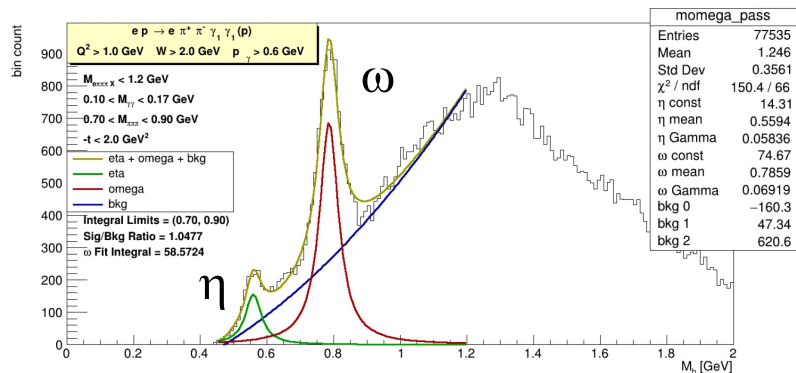 e p → e π⁺ π⁻ γ₁ γ₁ (p)
Q² > 1.0 GeV W > 2.0 GeV p γ > 0.6 GeV
M eπππ X < 1.2 GeV
0.10 < Mγγ < 0.17 GeV
0.70 < Mπππ < 0.90 GeV
-t < 2.0 GeV²
eta + omega + bkg
eta
omega
bkg
Integral Limits = (0.70, 0.90)
Sig/Bkg Ratio = 1.0477
ω Fit Integral = 58.5724
η
ω
momega_pass
Entries 77535
Mean 1.246
Std Dev 0.3561
χ² / ndf 150.4 / 66
η const 14.31
η mean 0.5594
η Gamma 0.05836
ω const 74.67
ω mean 0.7859
ω Gamma 0.06919
bkg 0 −160.3
bkg 1 47.34
bkg 2 620.6
bin count
900
800
700
600
500
400
300
200
100
0
0 0.2 0.4 0.6 0.8 1 1.2 1.4 1.6 1.8 2
Mₕ [GeV]